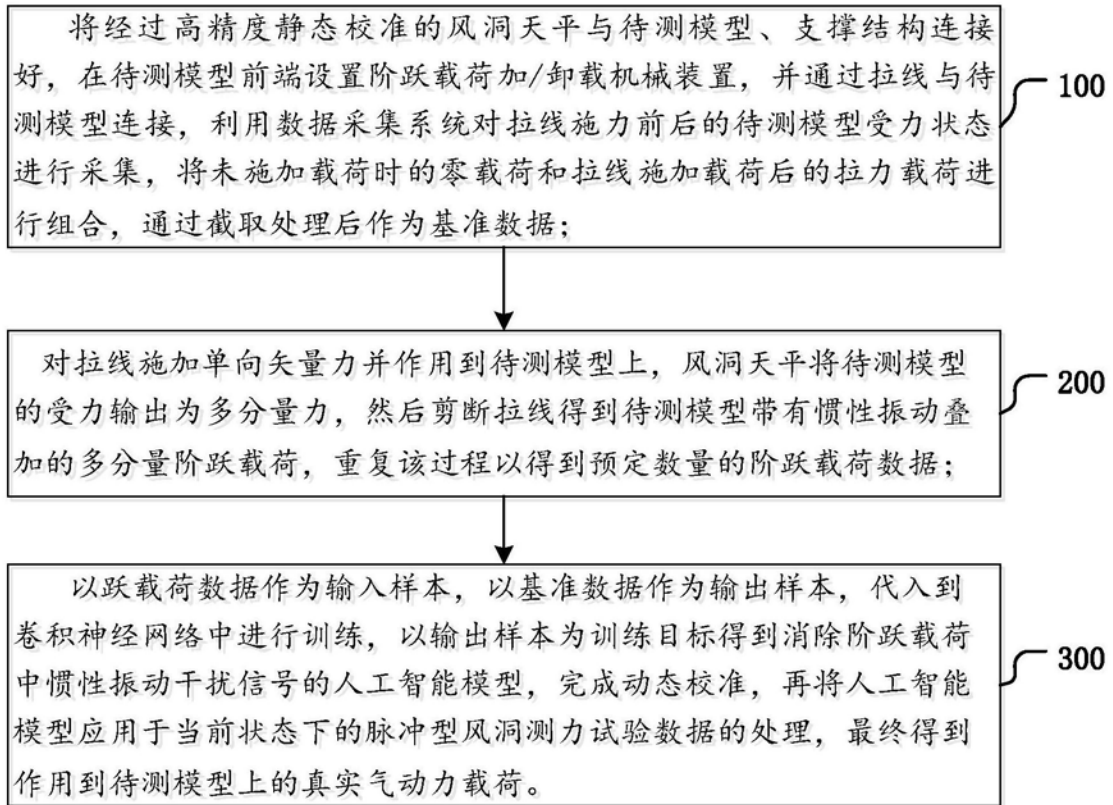 将经过高精度静态校准的风洞天平与待测模型、支撑结构连接
好，在待测模型前端设置阶跃载荷加/卸载机械装置，并通过拉线与待
测模型连接，利用数据采集系统对拉线施力前后的待测模型受力状态
进行采集，将未施加载荷时的零载荷和拉线施加载荷后的拉力载荷进
行组合，通过截取处理后作为基准数据；
100
对拉线施加单向矢量力并作用到待测模型上，风洞天平将待测模型
的受力输出为多分量力，然后剪断拉线得到待测模型带有惯性振动叠
加的多分量阶跃载荷，重复该过程以得到预定数量的阶跃载荷数据；
200
以跃载荷数据作为输入样本，以基准数据作为输出样本，代入到
卷积神经网络中进行训练，以输出样本为训练目标得到消除阶跃载荷
中惯性振动干扰信号的人工智能模型，完成动态校准，再将人工智能
模型应用于当前状态下的脉冲型风洞测力试验数据的处理，最终得到
作用到待测模型上的真实气动力载荷。
300